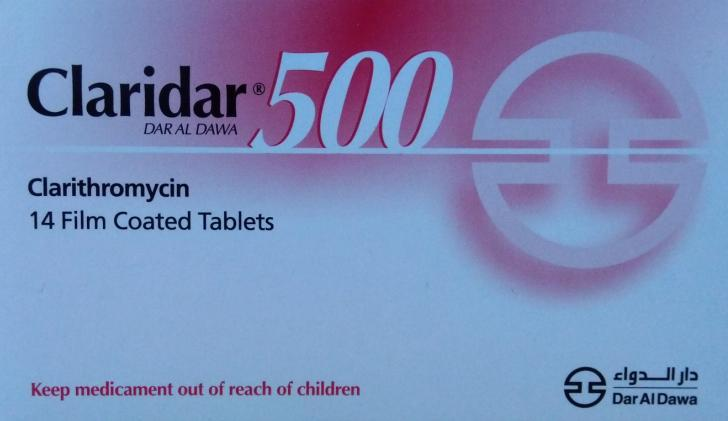 Claridar® 500
DAR AL DAWA
Clarithromycin
14 Film Coated Tablets
Keep medicament out of reach of children
دار الـدواء
Dar Al Dawa